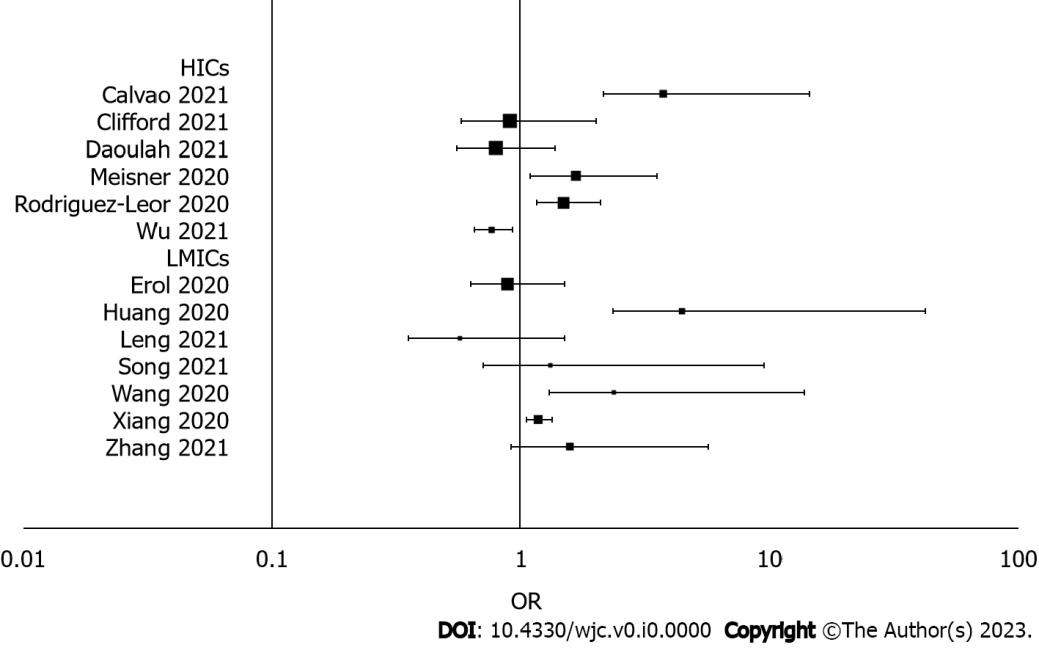 HICs
Calvao 2021
Clifford 2021
Daoulah 2021
Meisner 2020
Rodriguez-Leor 2020
Wu 2021
LMICs
Erol 2020
Huang 2020
Leng 2021
Song 2021
Wang 2020
Xiang 2020
Zhang 2021
0.01 0.1 1 10 100
OR
DOI: 10.4330/wjc.v0.i0.0000 Copyright ©The Author(s) 2023.